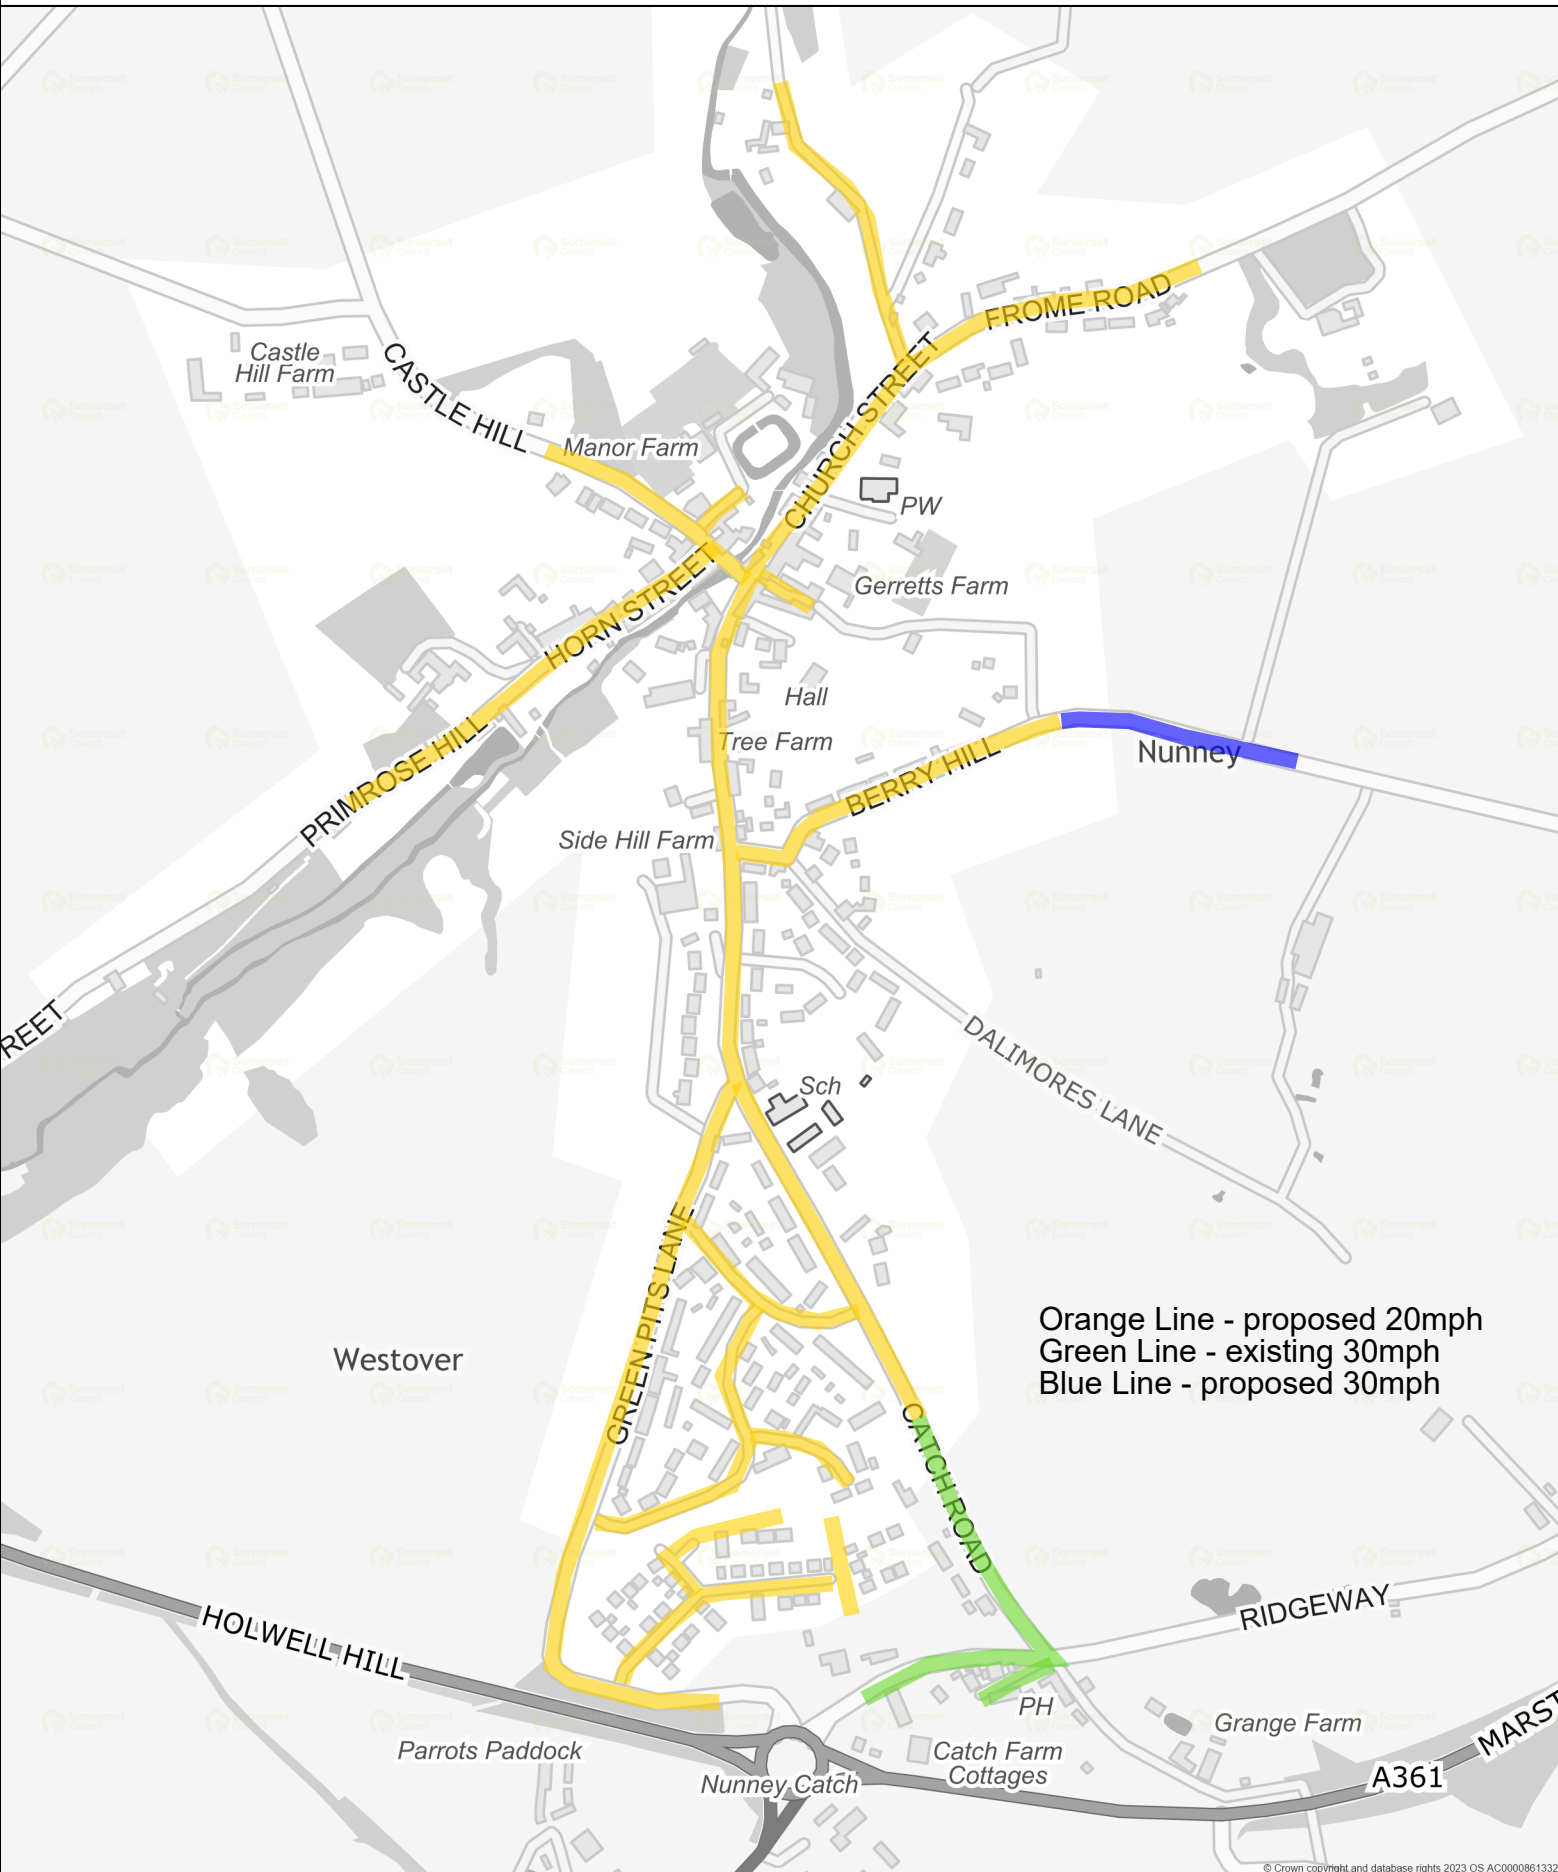 Somerset
Council
FROME ROAD
Castle
Hill Farm
CASTLE HILL
Manor Farm
CHURCH STREET
PW
HORN STREET
Gerretts Farm
Hall
Tree Farm
Nunney
BERRY HILL
PRIMROSE HILL
Side Hill Farm
REET
DALIMORES LANE
Sch
GREEN PITS LANE
Orange Line - proposed 20mph
Green Line - existing 30mph
Blue Line - proposed 30mph
Westover
CATCH ROAD
HOLWELL HILL
RIDGEWAY
PH
Grange Farm
MARST
Parrots Paddock
Catch Farm
Cottages
A361
Nunney Catch
© Crown copyright and database rights 2023 OS AC0000861332